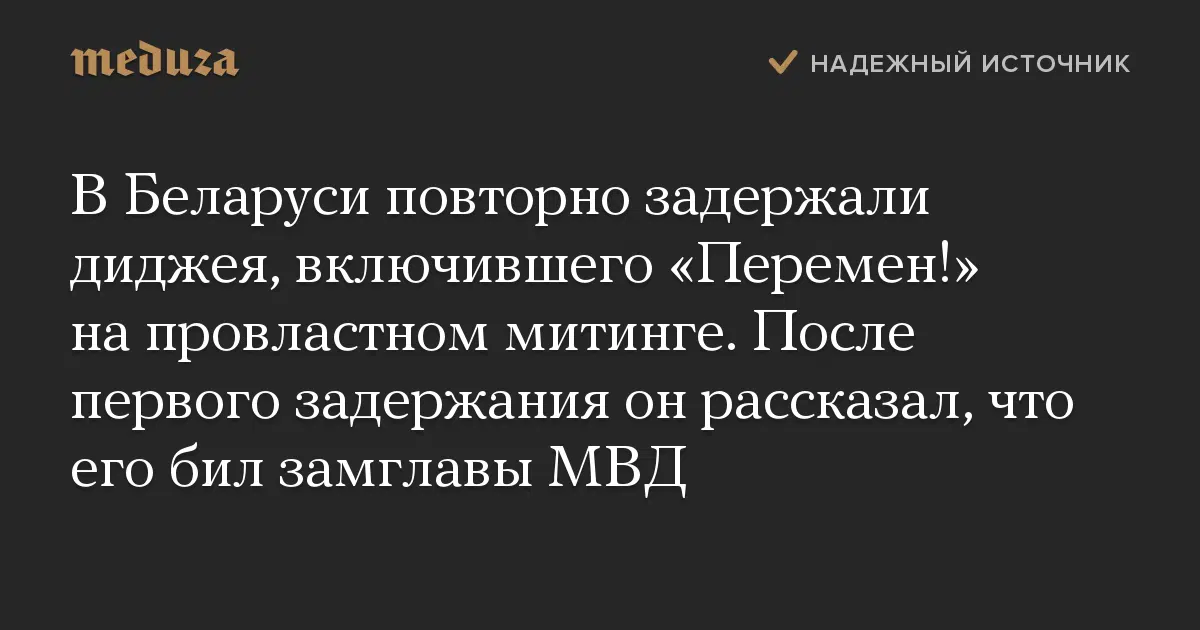 meduza
НАДЕЖНЫЙ ИСТОЧНИК
В Беларуси повторно задержали
диджея, включившего «Перемен!»
на провластном митинге. После
первого задержания он рассказал, что
его бил замглавы МВД